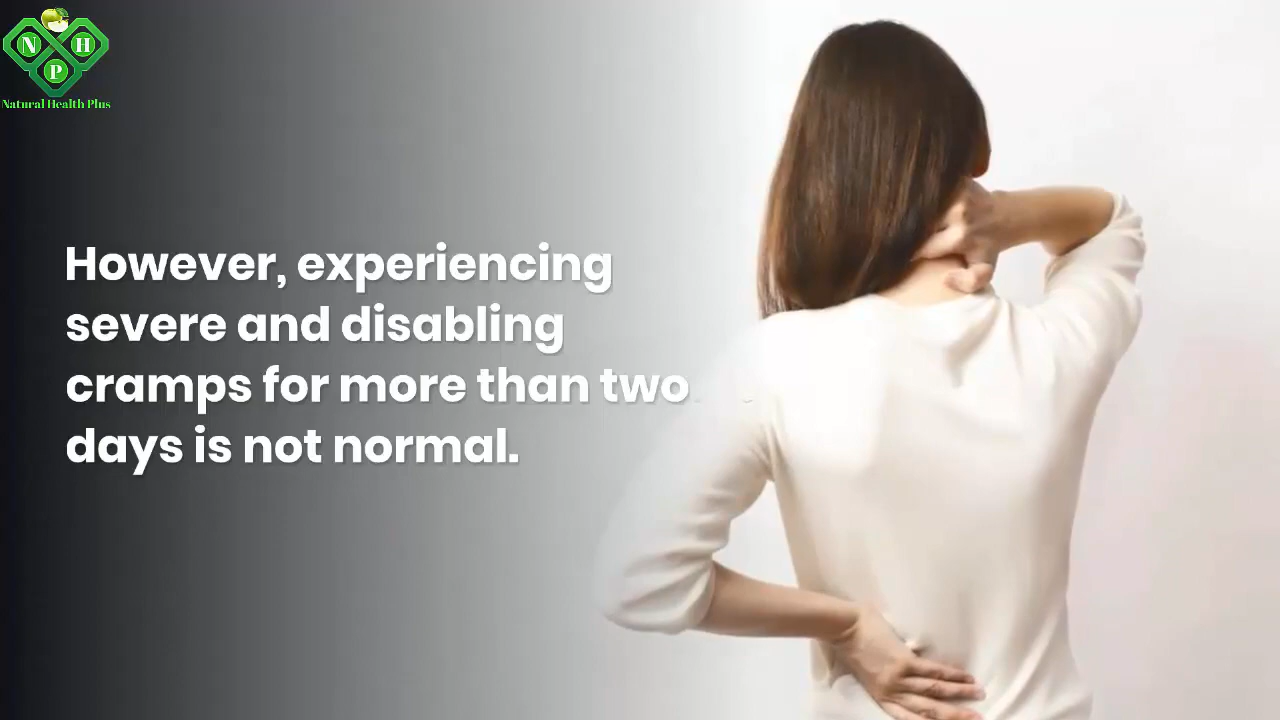 N H
P
Natural Health Plus
However, experiencing
severe and disabling
cramps for more than two
days is not normal.